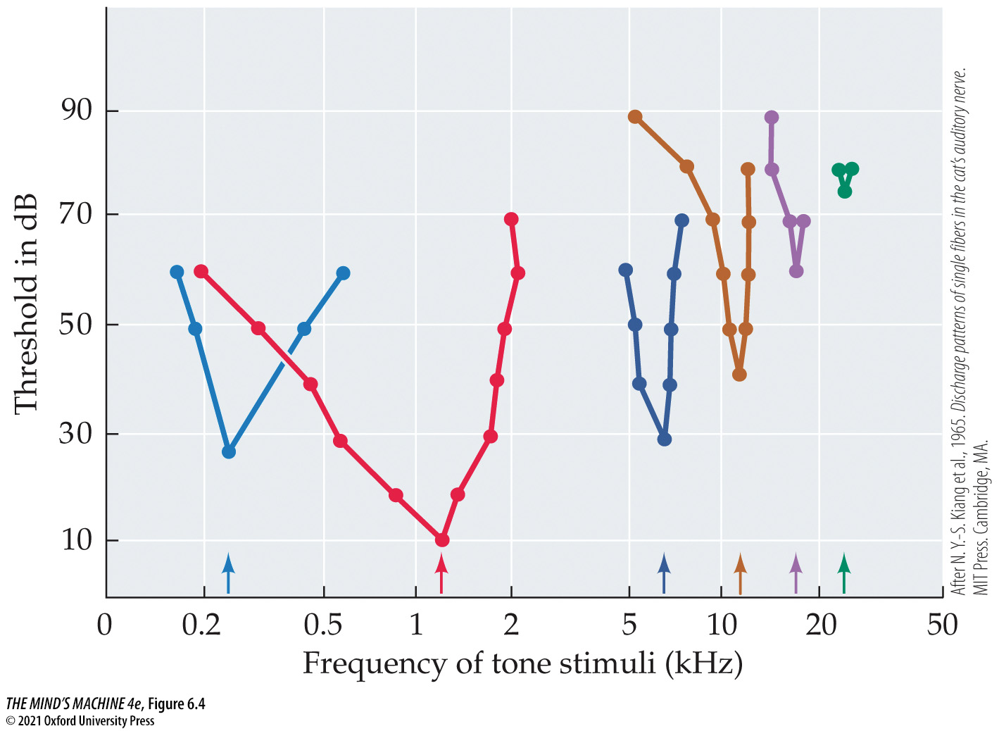 90
70
50
30
10
Threshold in dB
0 0.2 0.5 1 2 5 10 20 50
Frequency of tone stimuli (kHz)
After N. Y.-S. Kiang et al., 1965. Discharge patterns of single fibers in the cat's auditory nerve.
MIT Press. Cambridge, MA.
THE MIND'S MACHINE 4e, Figure 6.4
© 2021 Oxford University Press